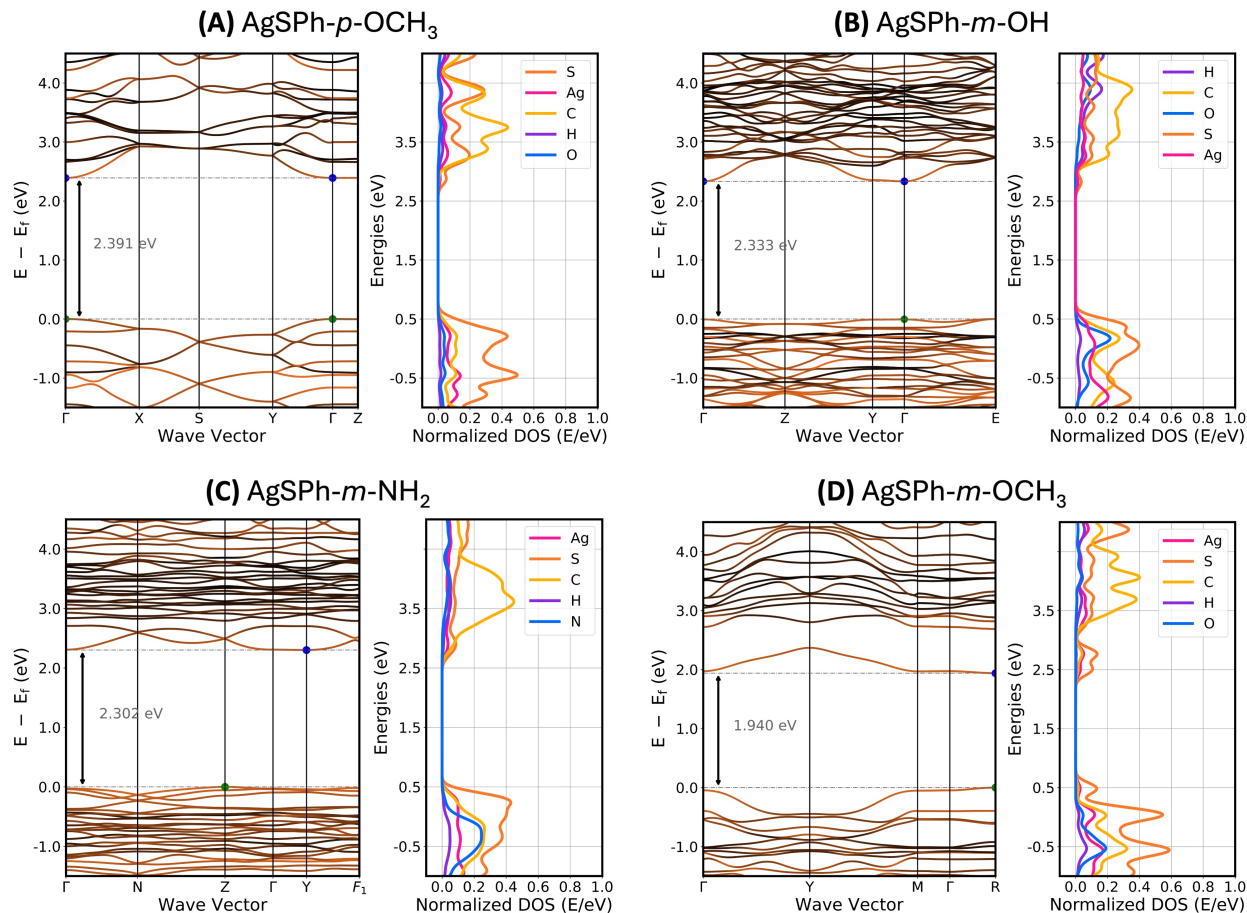 (A) AgSPh-p-OCH₃
E − E_f (eV)
4.0
3.0
2.0
1.0
0.0
-1.0
2.391 eV
Γ X S Y Γ Z
Wave Vector
Energies (eV)
3.5
2.5
1.5
0.5
-0.5
S
Ag
C
H
O
0.0 0.2 0.4 0.6 0.8 1.0
Normalized DOS (E/eV)
(B) AgSPh-m-OH
E − E_f (eV)
4.0
3.0
2.0
1.0
0.0
-1.0
2.333 eV
Γ Z Y Γ E
Wave Vector
Energies (eV)
3.5
2.5
1.5
0.5
-0.5
H
C
O
S
Ag
0.0 0.2 0.4 0.6 0.8 1.0
Normalized DOS (E/eV)
(C) AgSPh-m-NH₂
E − E_f (eV)
4.0
3.0
2.0
1.0
0.0
-1.0
2.302 eV
Γ N Z Γ Y F₁
Wave Vector
Energies (eV)
3.5
2.5
1.5
0.5
-0.5
Ag
S
C
H
N
0.0 0.2 0.4 0.6 0.8 1.0
Normalized DOS (E/eV)
(D) AgSPh-m-OCH₃
E − E_f (eV)
4.0
3.0
2.0
1.0
0.0
-1.0
1.940 eV
Γ Y M Γ R
Wave Vector
Energies (eV)
3.5
2.5
1.5
0.5
-0.5
Ag
S
C
H
O
0.0 0.2 0.4 0.6 0.8 1.0
Normalized DOS (E/eV)